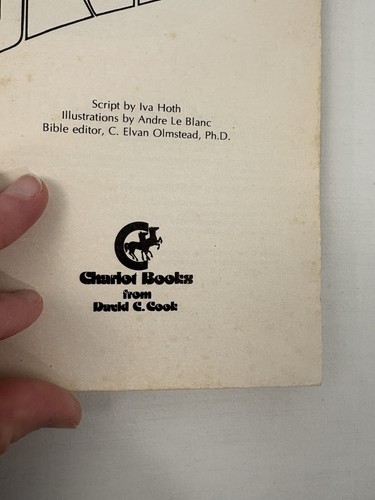 Script by Iva Hoth
Illustrations by Andre Le Blanc
Bible editor, C. Elvan Olmstead, Ph.D.
Chariot Books
from
David C. Cook